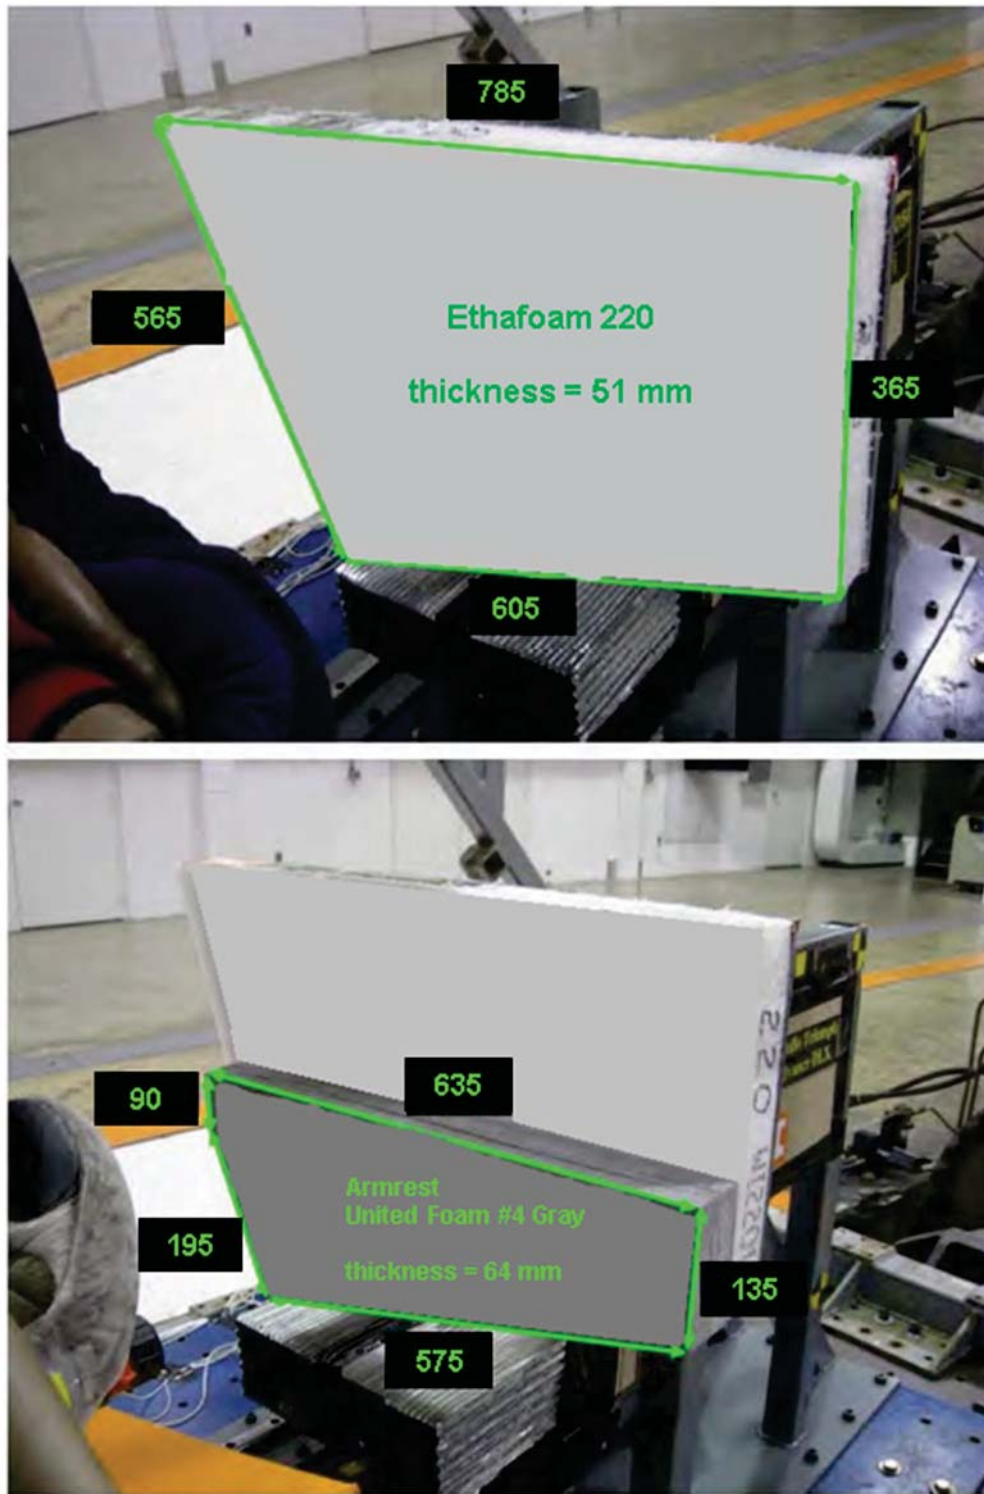 785
565
Ethafoam 220
thickness = 51 mm
365
605
90
635
220
Armrest
United Foam #4 Gray
195
thickness = 64 mm
135
575